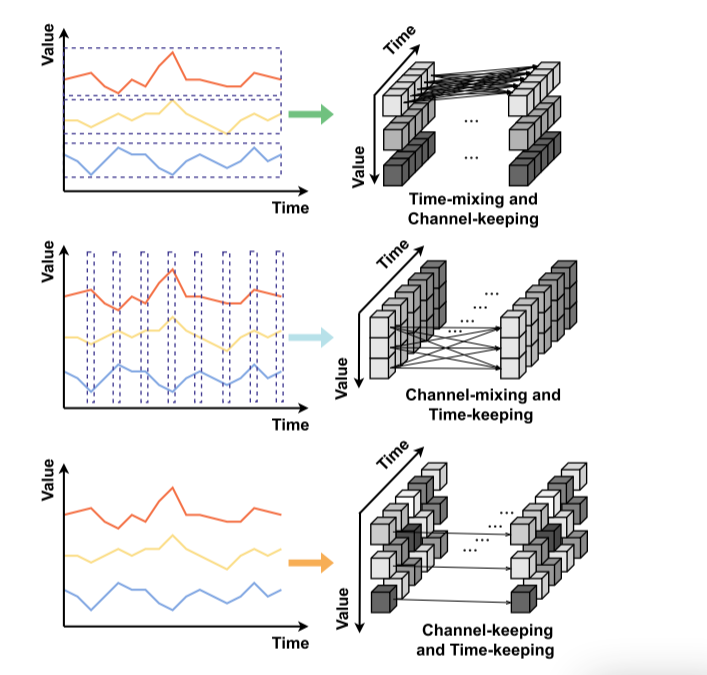 Value
Time
Time
Value
...
...
Time-mixing and
Channel-keeping
Value
Time
Time
Value
...
...
...
...
Channel-mixing and
Time-keeping
Value
Time
Time
Value
...
...
...
...
Channel-keeping
and Time-keeping